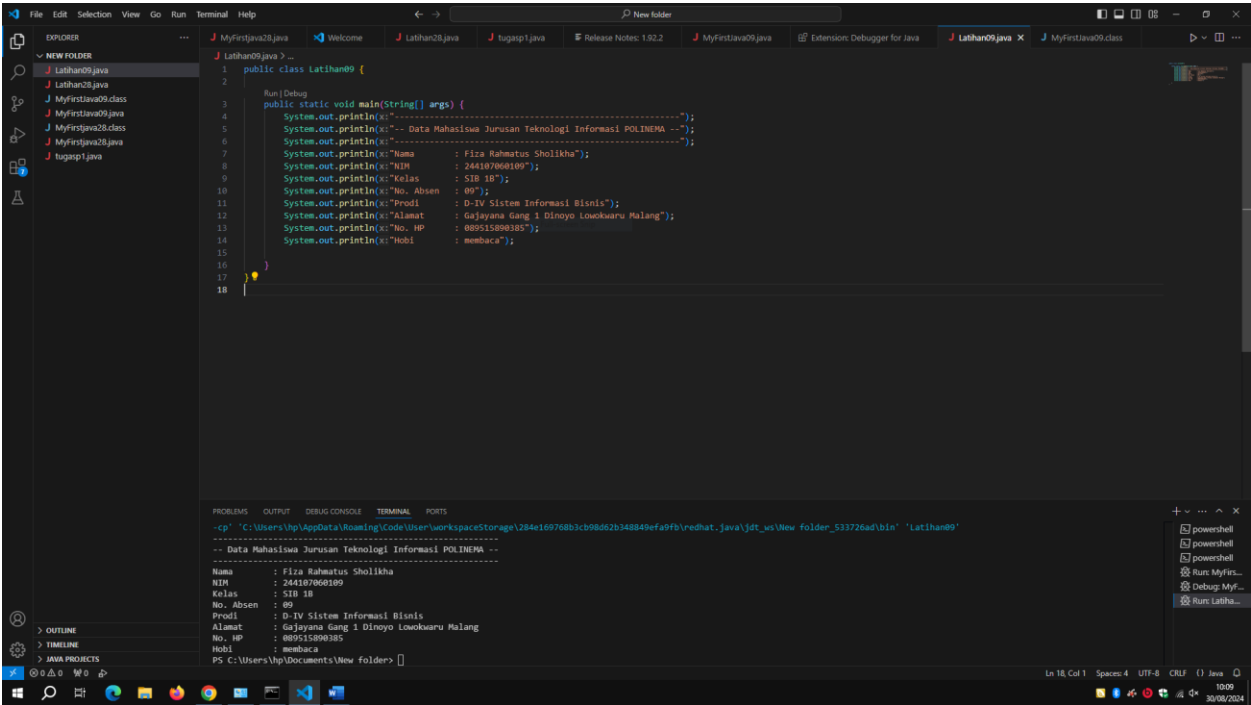 File Edit Selection View Go Run Terminal Help
New folder
EXPLORER
NEW FOLDER
Latihan09.java
Latihan28.java
MyFirstJava09.class
MyFirstJava09.java
MyFirstjava28.class
MyFirstjava28.java
tugasp1.java
OUTLINE
TIMELINE
JAVA PROJECTS
MyFirstjava28.java Welcome Latihan28.java tugasp1.java Release Notes: 1.92.2 MyFirstJava09.java Extension: Debugger for Java Latihan09.java MyFirstJava09.class
Latihan09.java > ...
1 public class Latihan09 {
2
Run | Debug
3 public static void main(String[] args) {
4 System.out.println(x:"---------------------------------------------------------");
5 System.out.println(x:"-- Data Mahasiswa Jurusan Teknologi Informasi POLINEMA --");
6 System.out.println(x:"---------------------------------------------------------");
7 System.out.println(x:"Nama : Fiza Rahmatus Sholikha");
8 System.out.println(x:"NIM : 244107060109");
9 System.out.println(x:"Kelas : SIB 1B");
10 System.out.println(x:"No. Absen : 09");
11 System.out.println(x:"Prodi : D-IV Sistem Informasi Bisnis");
12 System.out.println(x:"Alamat : Gajayana Gang 1 Dinoyo Lowokwaru Malang");
13 System.out.println(x:"No. HP : 089515890385");
14 System.out.println(x:"Hobi : membaca");
15
16 }
17 }
18
PROBLEMS OUTPUT DEBUG CONSOLE TERMINAL PORTS
-cp' 'C:\Users\hp\AppData\Roaming\Code\User\workspaceStorage\284e169768b3cb98d62b348849efa9fb\redhat.java\jdt_ws\New folder_533726ad\bin' 'Latihan09'
---------------------------------------------------------
-- Data Mahasiswa Jurusan Teknologi Informasi POLINEMA --
---------------------------------------------------------
Nama : Fiza Rahmatus Sholikha
NIM : 244107060109
Kelas : SIB 1B
No. Absen : 09
Prodi : D-IV Sistem Informasi Bisnis
Alamat : Gajayana Gang 1 Dinoyo Lowokwaru Malang
No. HP : 089515890385
Hobi : membaca
PS C:\Users\hp\Documents\New folder>
powershell
powershell
powershell
Run: MyFirs...
Debug: MyF...
Run: Latiha...
0 0 0
Ln 18, Col 1 Spaces: 4 UTF-8 CRLF {} Java
10:09
30/08/2024